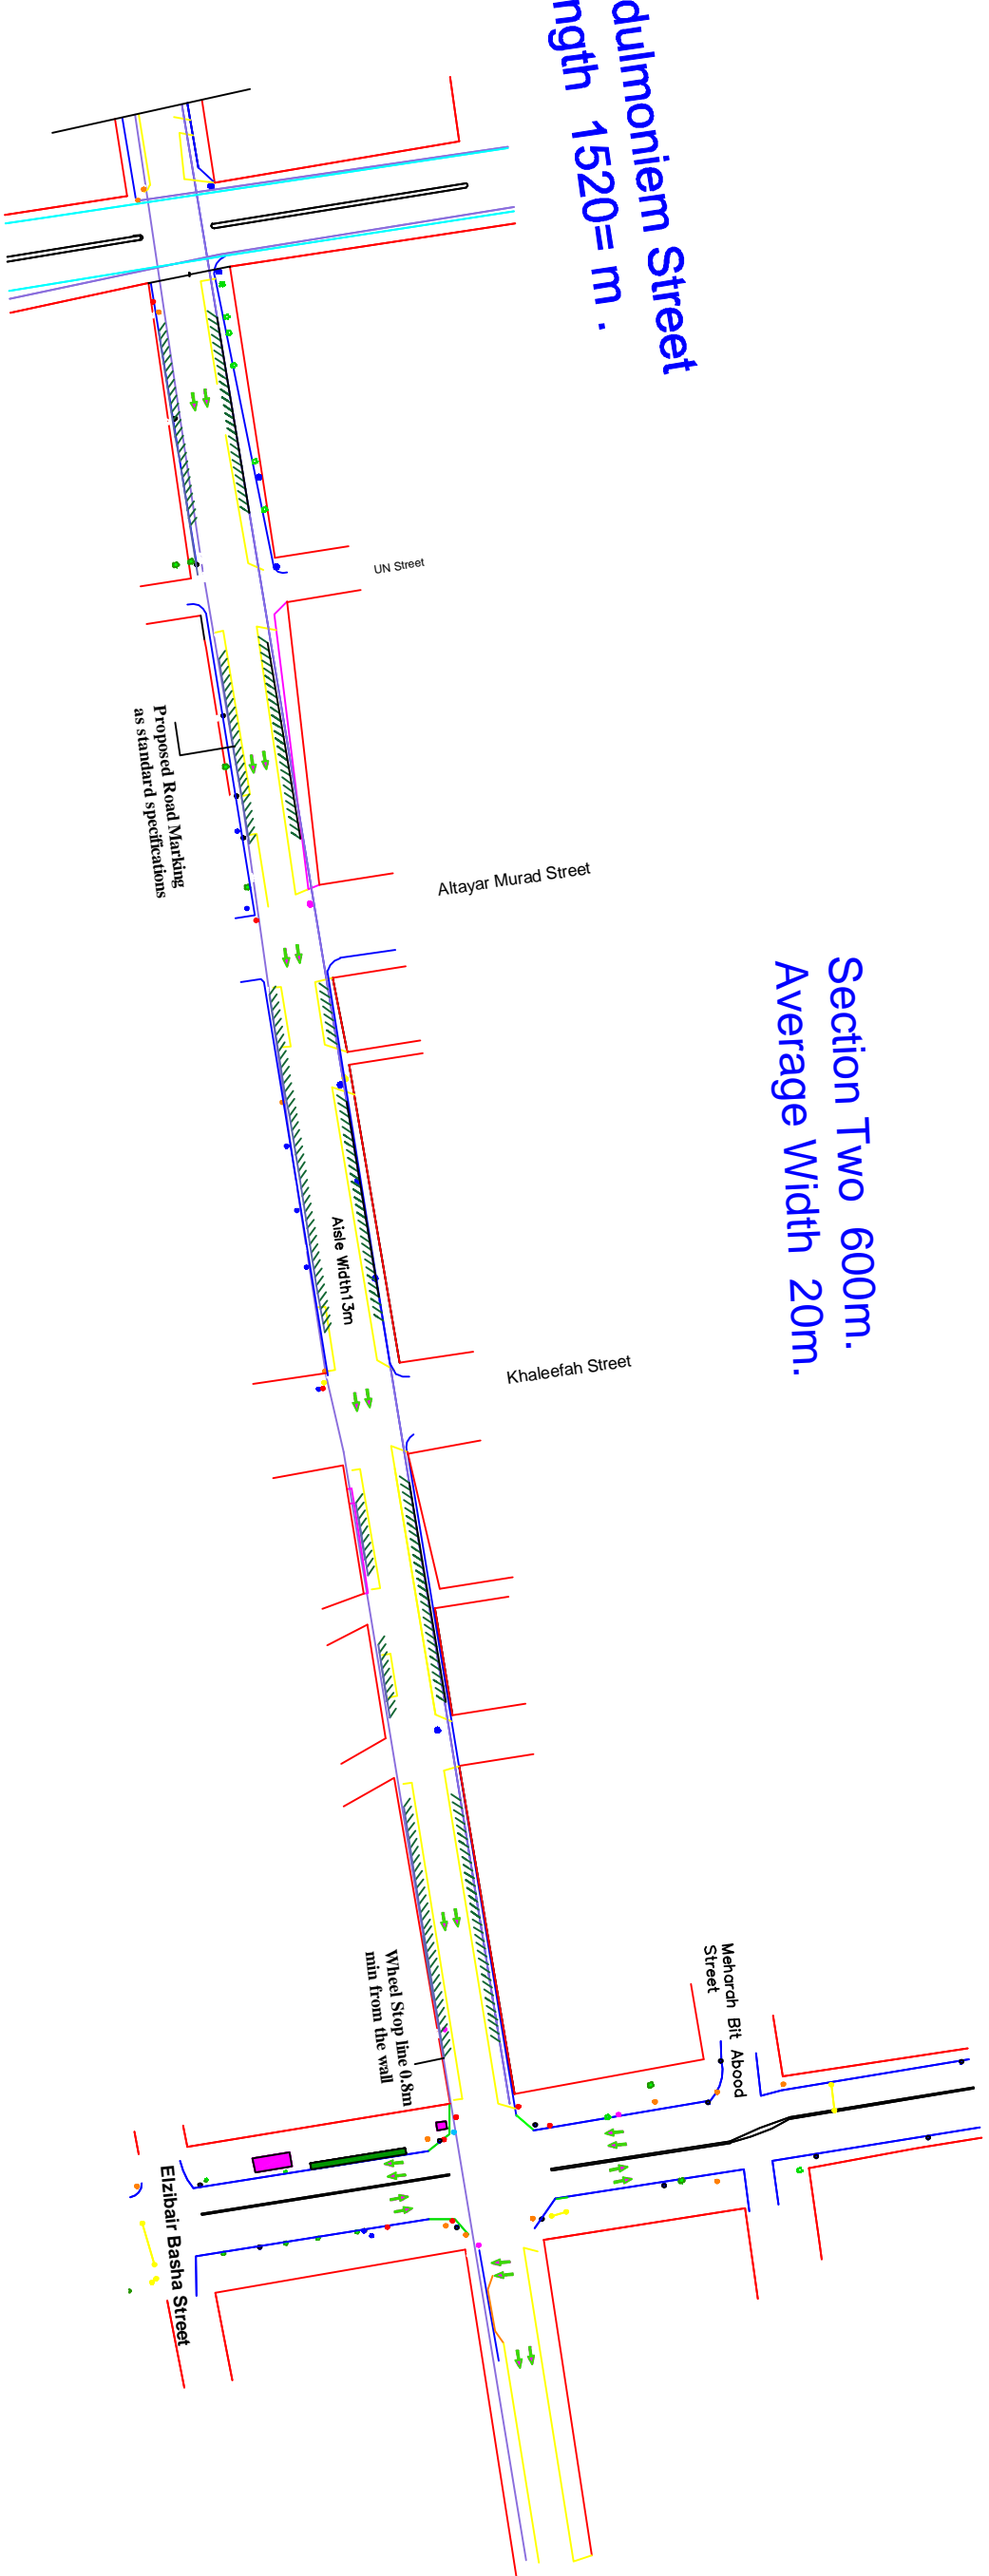 dulmoniem Street
ngth 1520= m .
UN Street
Proposed Road Marking
as standard specifications
Altayar Murad Street
Section Two 600m.
Average Width 20m.
Aisle Width13m
Khaleefah Street
Wheel Stop line 0.8m
min from the wall
Meharah Bit Abood
Street
Elzibair Basha Street